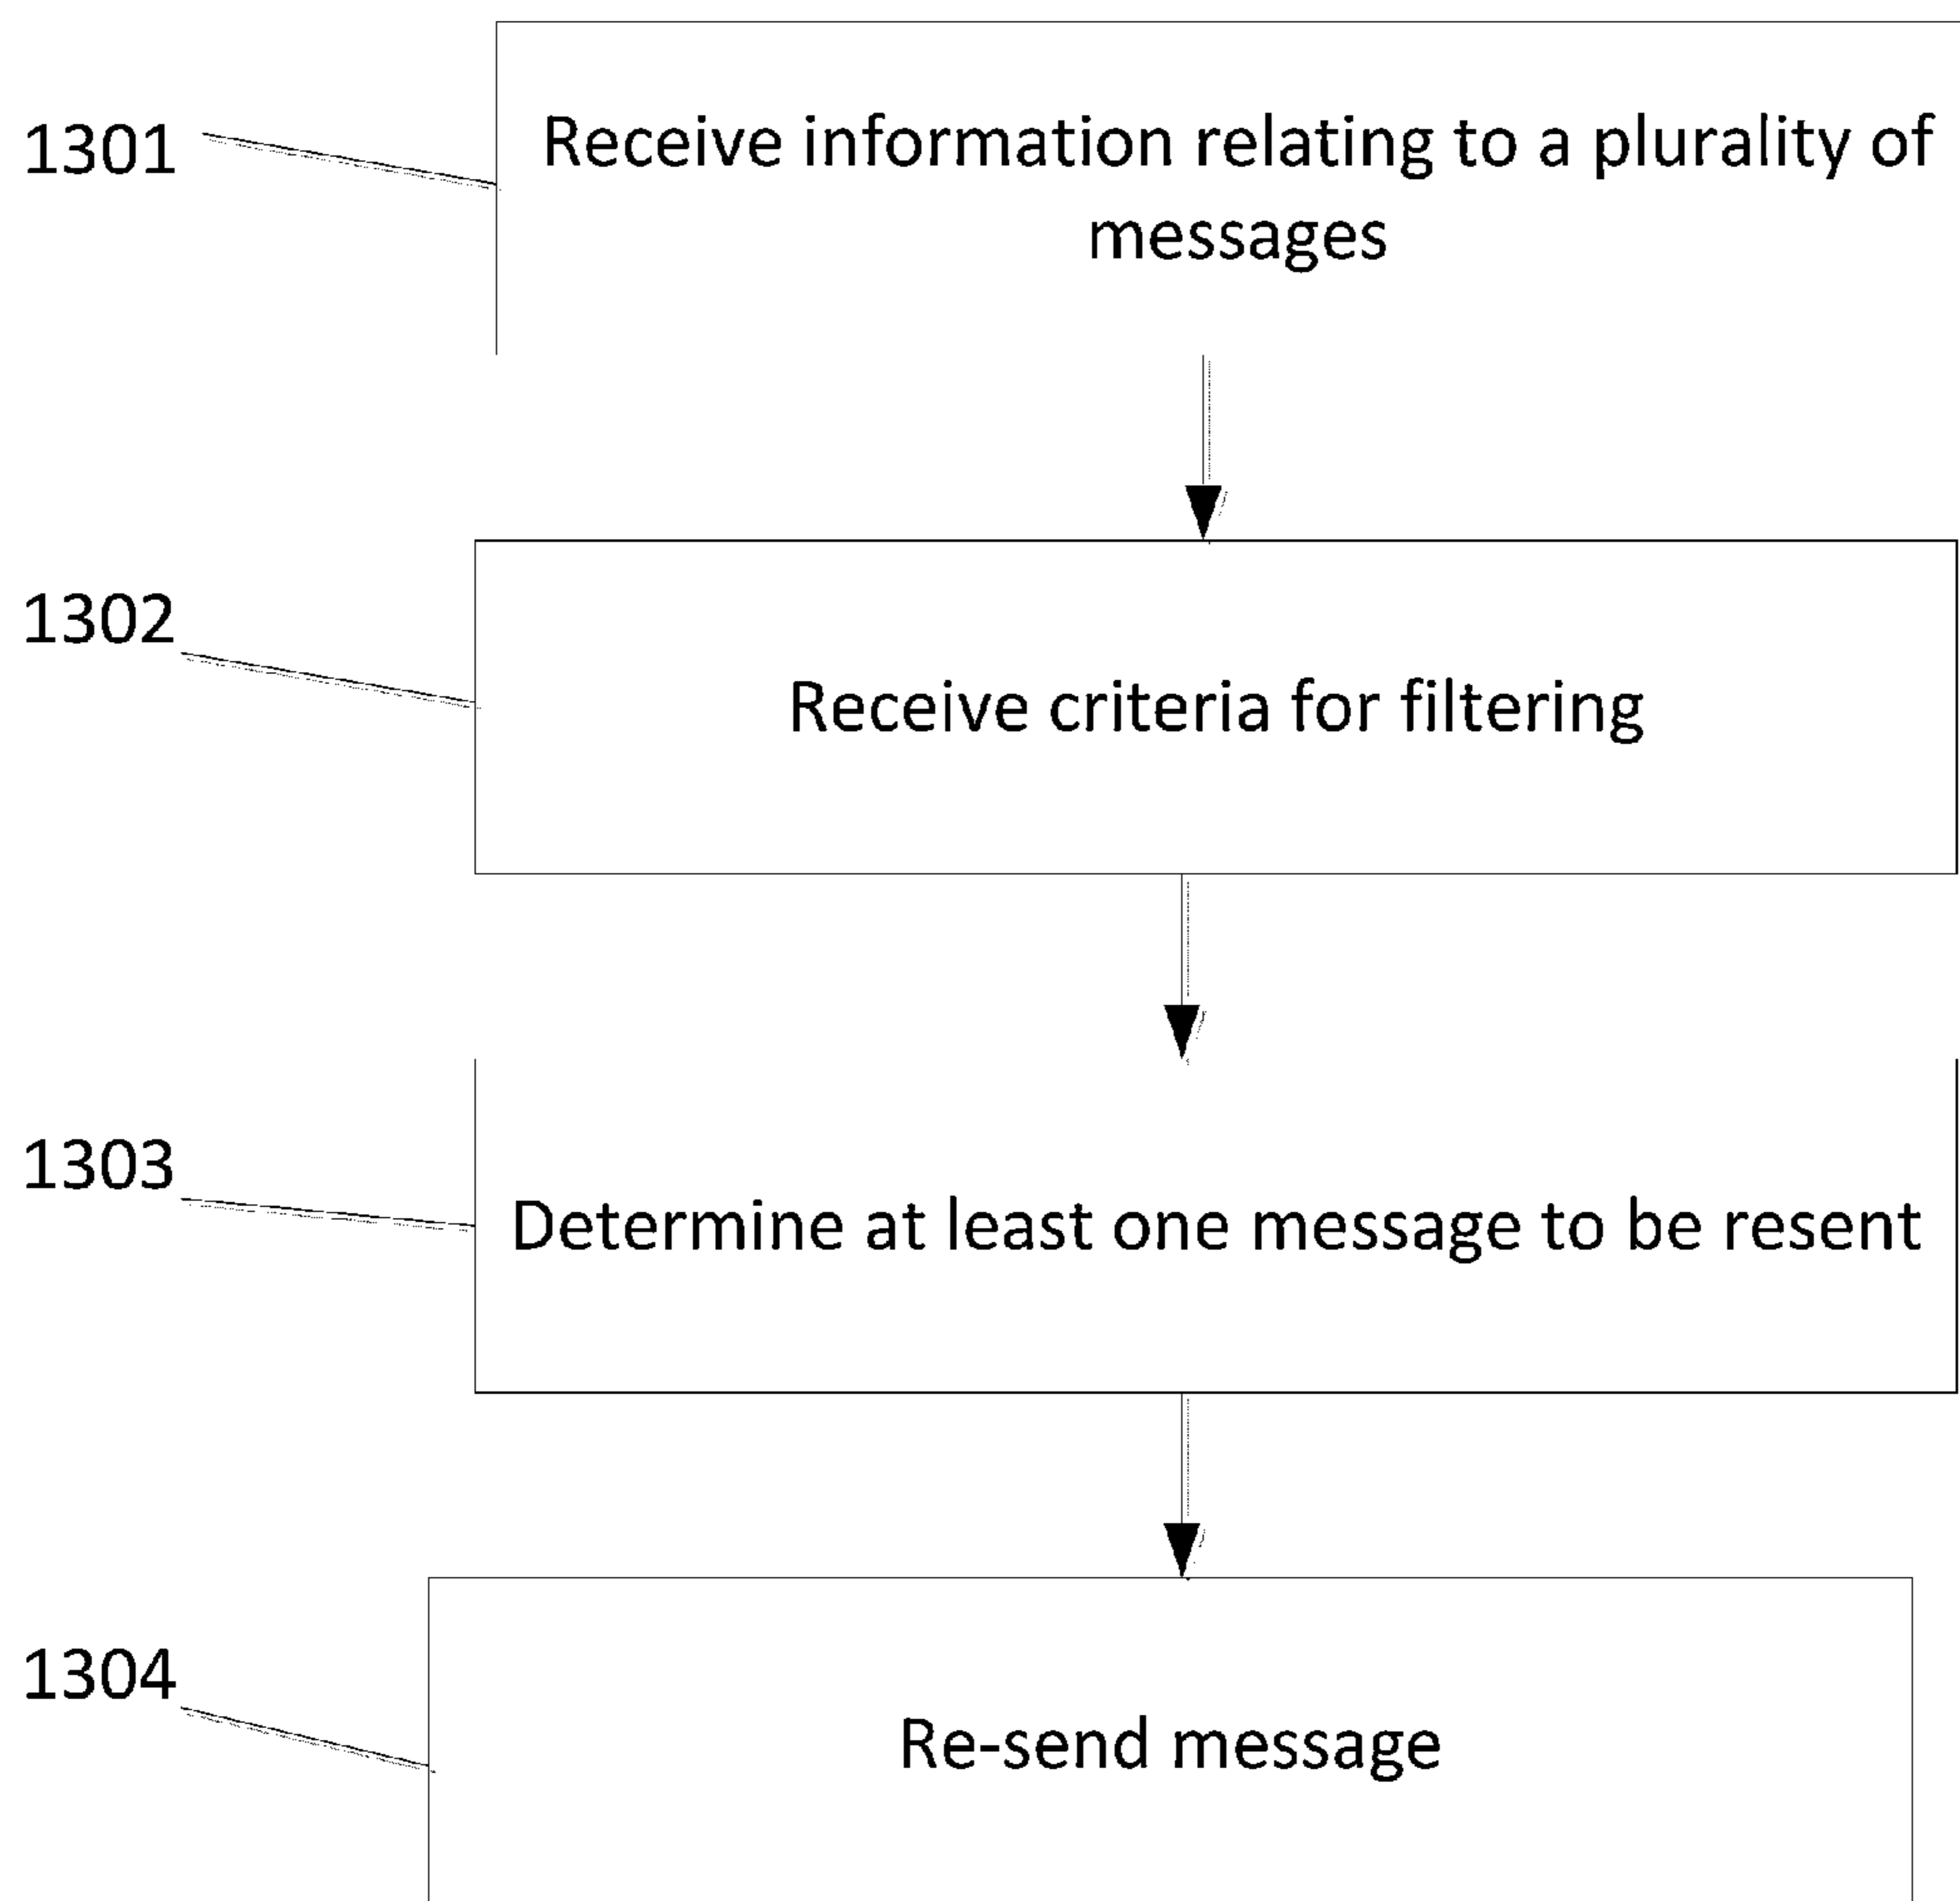 1301
Receive information relating to a plurality of
messages
1302
Receive criteria for filtering
1303
Determine at least one message to be resent
1304
Re-send message